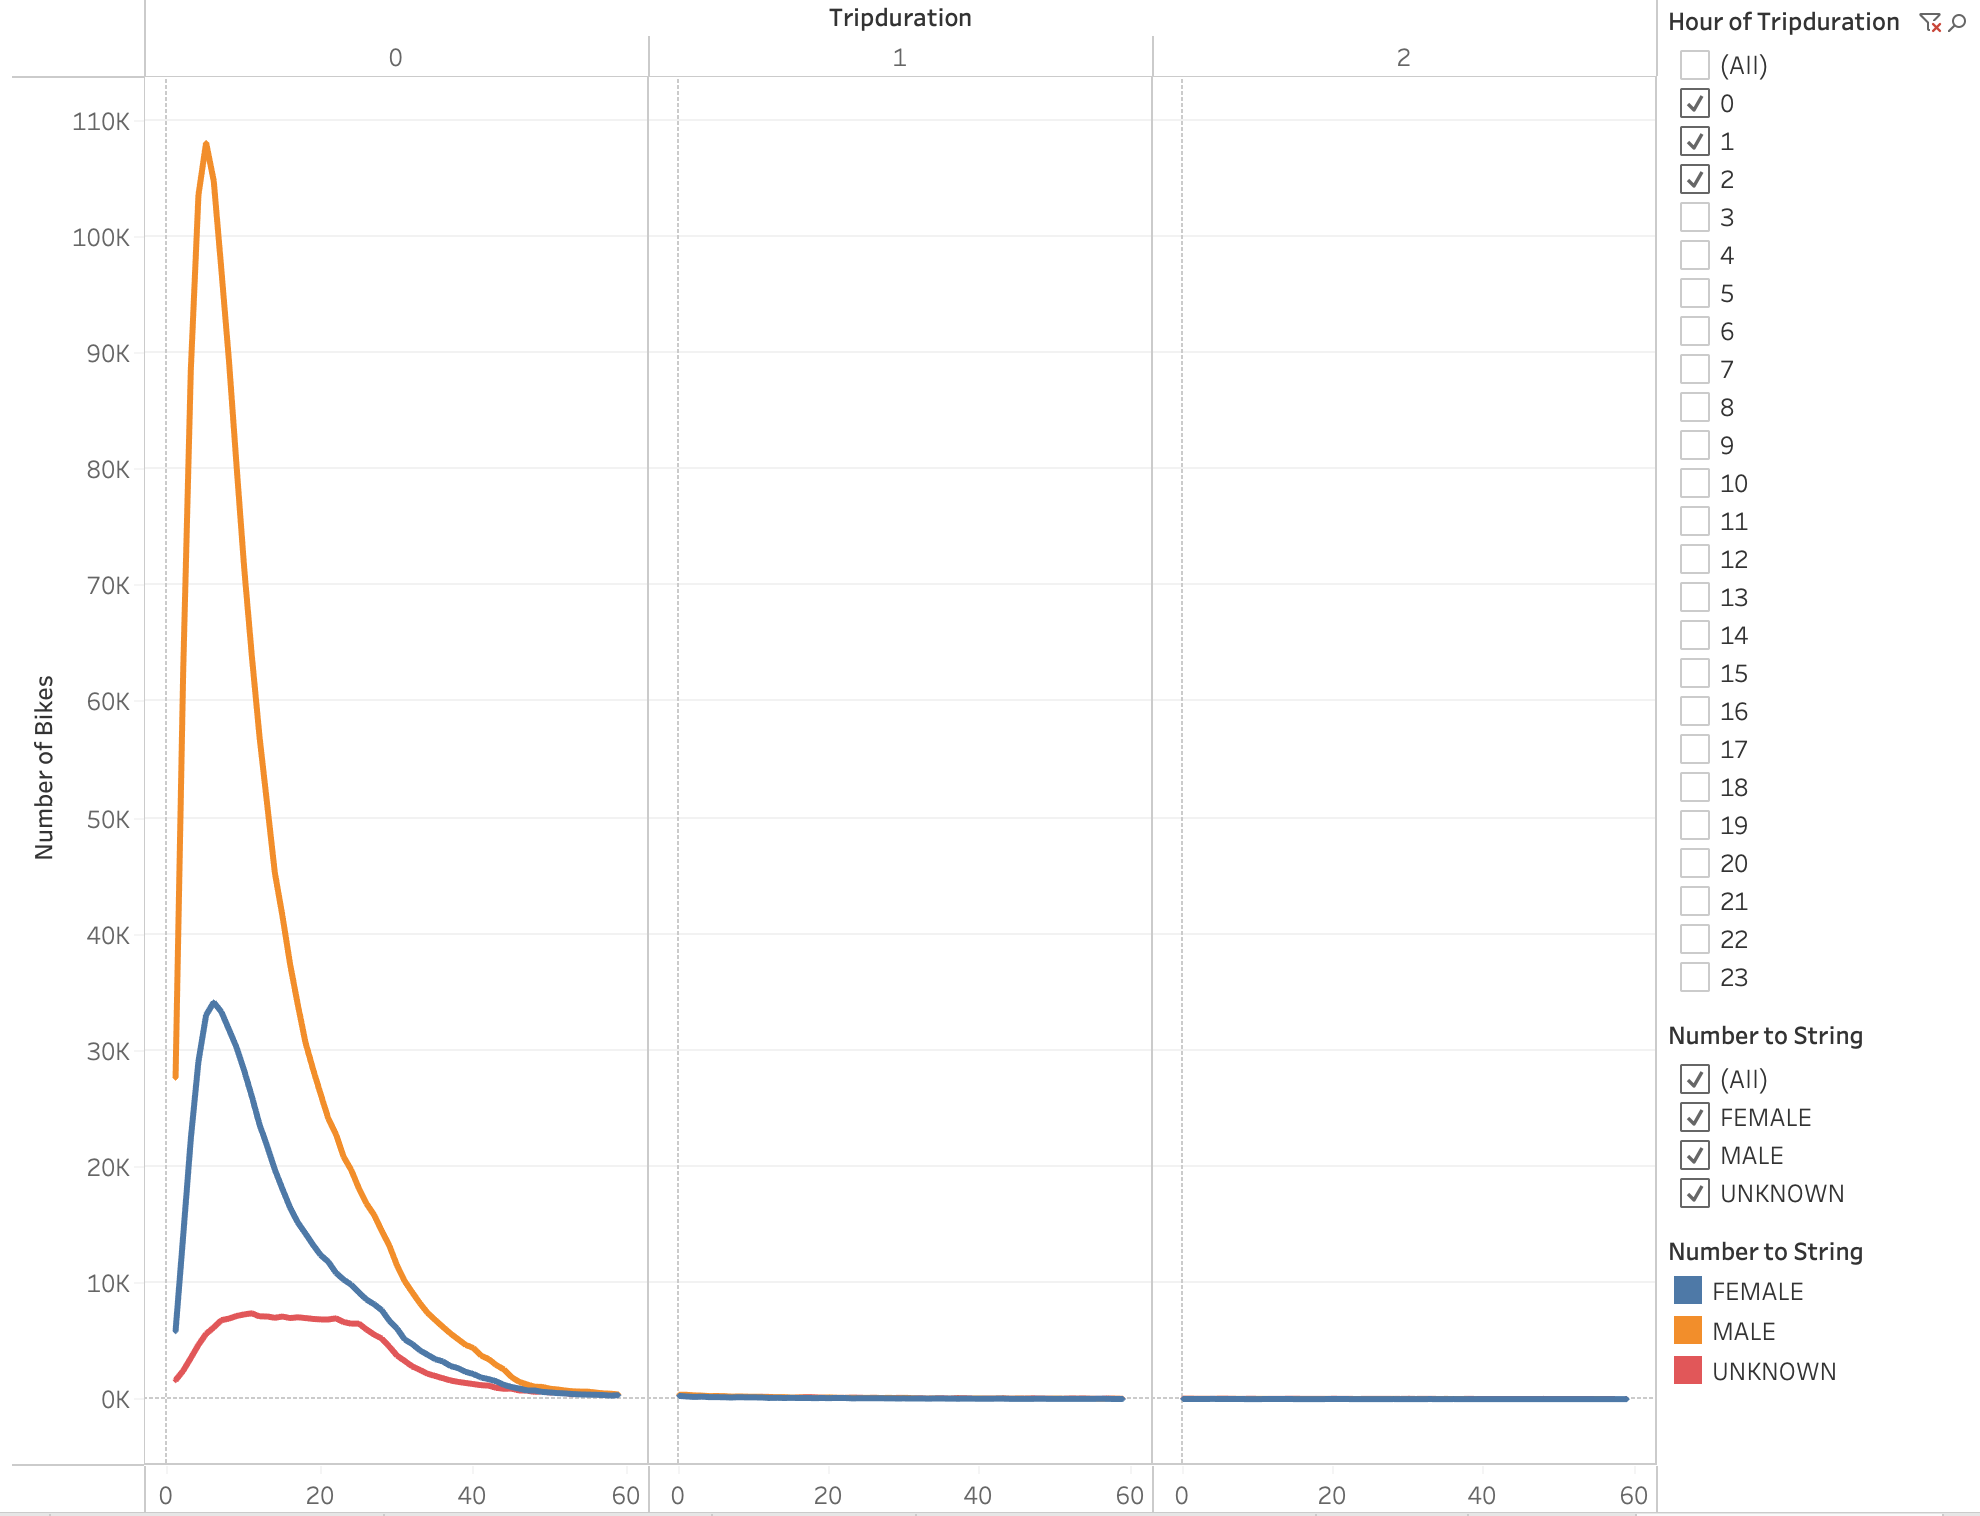 Tripduration
0 1 2
110K
100K
90K
80K
70K
60K
50K
40K
30K
20K
10K
0K
Number of Bikes
0 20 40 60 0 20 40 60 0 20 40 60
Hour of Tripduration
(All)
0
1
2
3
4
5
6
7
8
9
10
11
12
13
14
15
16
17
18
19
20
21
22
23
Number to String
(All)
FEMALE
MALE
UNKNOWN
Number to String
FEMALE
MALE
UNKNOWN